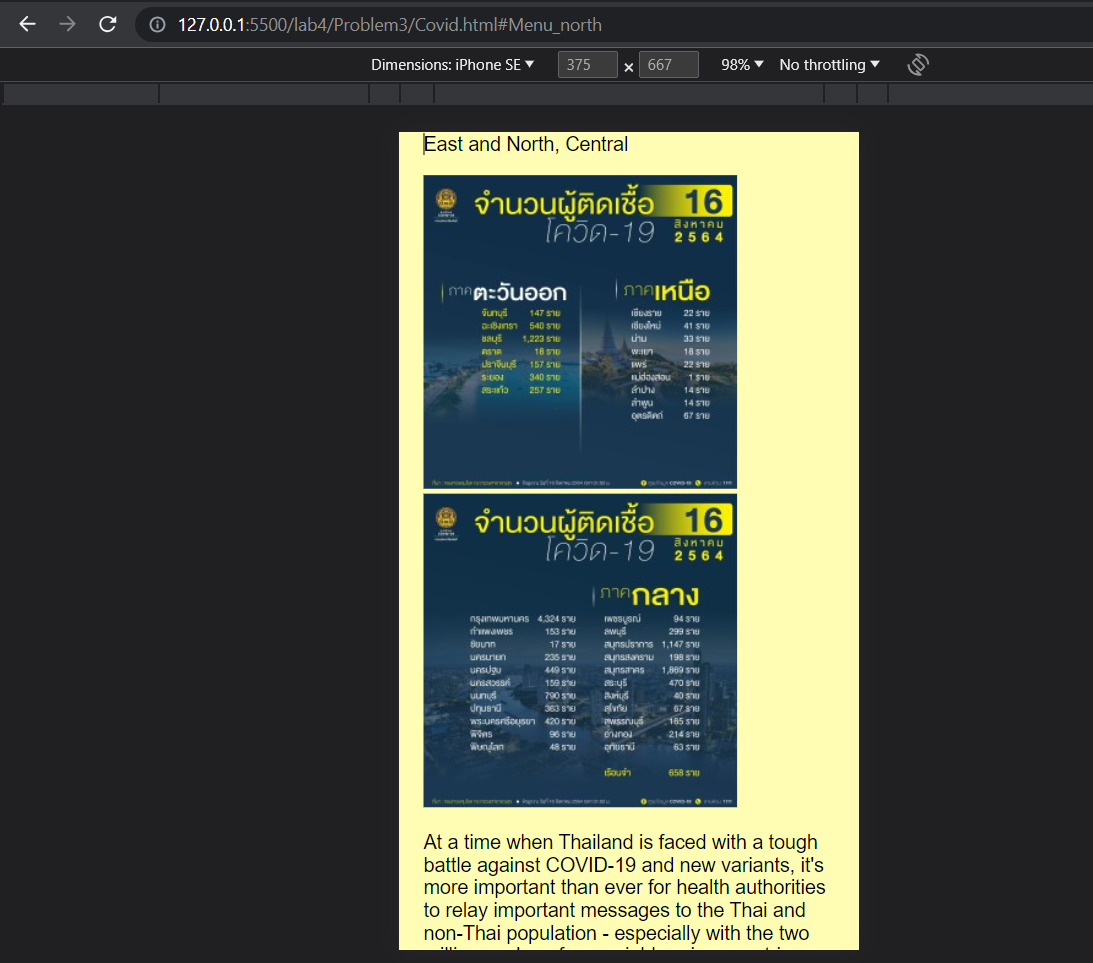 127.0.0.1:5500/lab4/Problem3/Covid.html#Menu_north
Dimensions: iPhone SE 375 × 667 98% No throttling
East and North, Central
จำนวนผู้ติดเชื้อ 16
โควิด-19 สิงหาคม
2564
ภาคตะวันออก
จันทบุรี 147 ราย
ฉะเชิงเทรา 540 ราย
ชลบุรี 1,223 ราย
ตราด 18 ราย
ปราจีนบุรี 157 ราย
ระยอง 340 ราย
สระแก้ว 257 ราย
ภาคเหนือ
เชียงราย 22 ราย
เชียงใหม่ 41 ราย
น่าน 33 ราย
พะเยา 18 ราย
แพร่ 22 ราย
แม่ฮ่องสอน 1 ราย
ลำปาง 14 ราย
ลำพูน 14 ราย
อุตรดิตถ์ 67 ราย
จำนวนผู้ติดเชื้อ 16
โควิด-19 สิงหาคม
2564
ภาคกลาง
กรุงเทพมหานคร 4,324 ราย
กำแพงเพชร 153 ราย
ชัยนาท 17 ราย
นครนายก 235 ราย
นครปฐม 449 ราย
นครสวรรค์ 159 ราย
นนทบุรี 790 ราย
ปทุมธานี 363 ราย
พระนครศรีอยุธยา 420 ราย
พิจิตร 96 ราย
พิษณุโลก 48 ราย
เพชรบูรณ์ 94 ราย
ลพบุรี 299 ราย
สมุทรปราการ 1,147 ราย
สมุทรสงคราม 198 ราย
สมุทรสาคร 1,869 ราย
สระบุรี 470 ราย
สิงห์บุรี 40 ราย
สุโขทัย 67 ราย
สุพรรณบุรี 185 ราย
อ่างทอง 214 ราย
อุทัยธานี 63 ราย
เรือนจำ 658 ราย
At a time when Thailand is faced with a tough
battle against COVID-19 and new variants, it's
more important than ever for health authorities
to relay important messages to the Thai and
non-Thai population - especially with the two